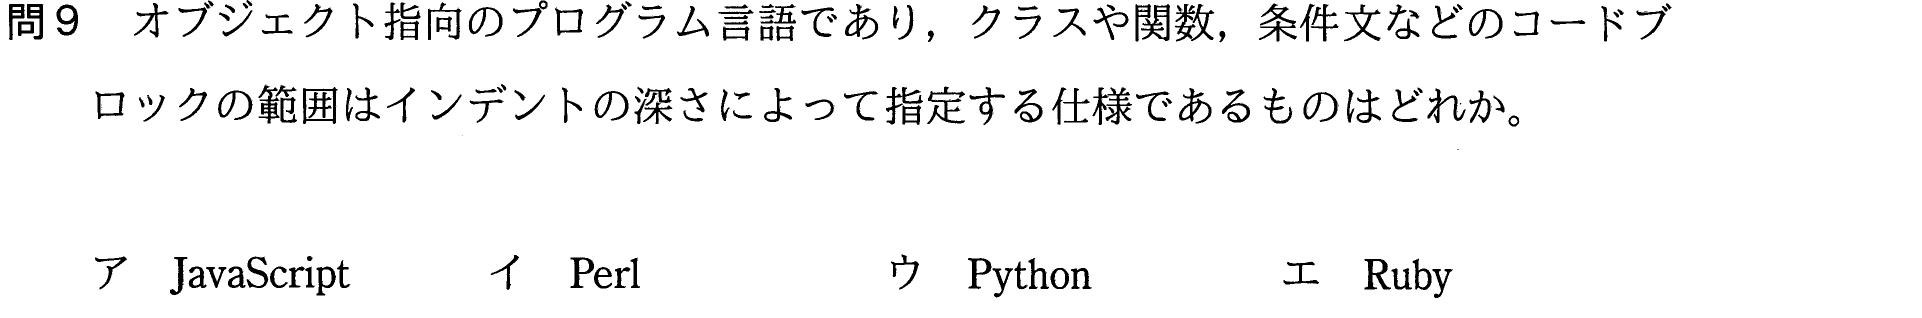 問9 オブジェクト指向のプログラム言語であり，クラスや関数，条件文などのコードブ
ロックの範囲はインデントの深さによって指定する仕様であるものはどれか。
ア JavaScript イ Perl ウ Python エ Ruby